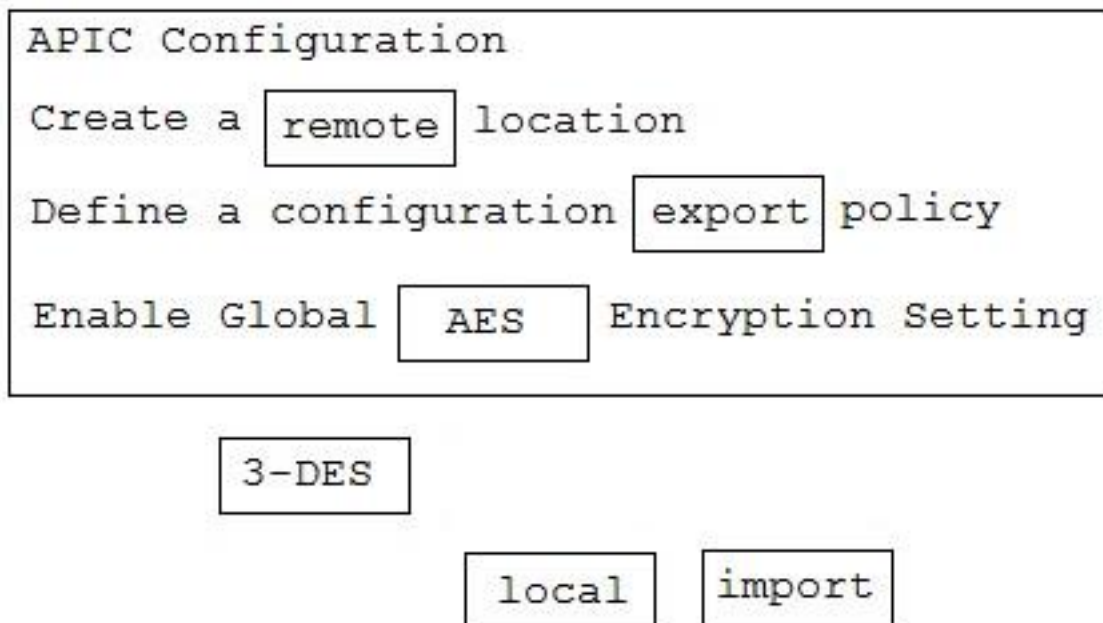 APIC Configuration
Create a remote location
Define a configuration export policy
Enable Global AES Encryption Setting
3-DES
local import